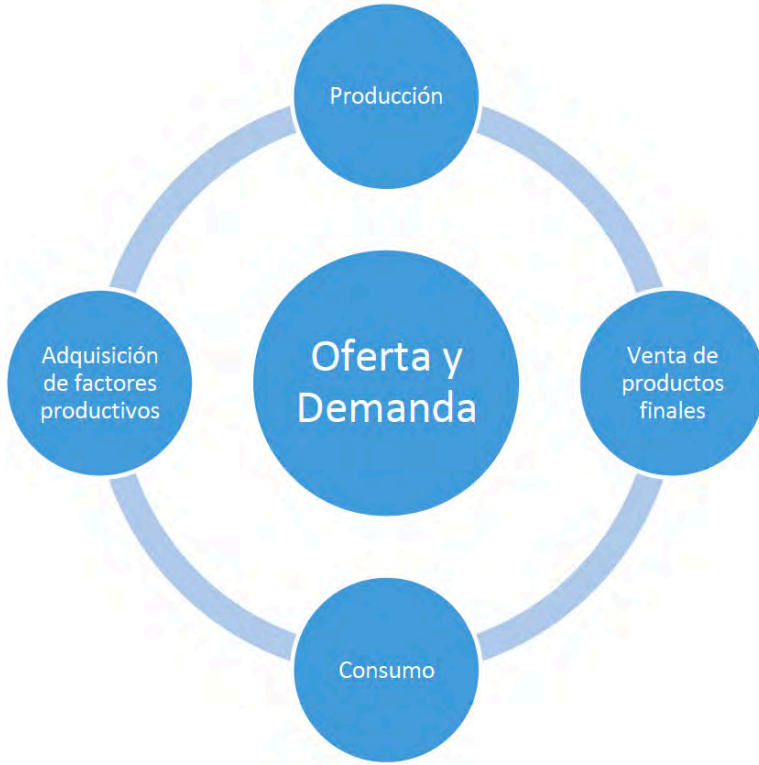 Producción
Adquisición
de factores
productivos
Oferta y
Demanda
Venta de
productos
finales
Consumo